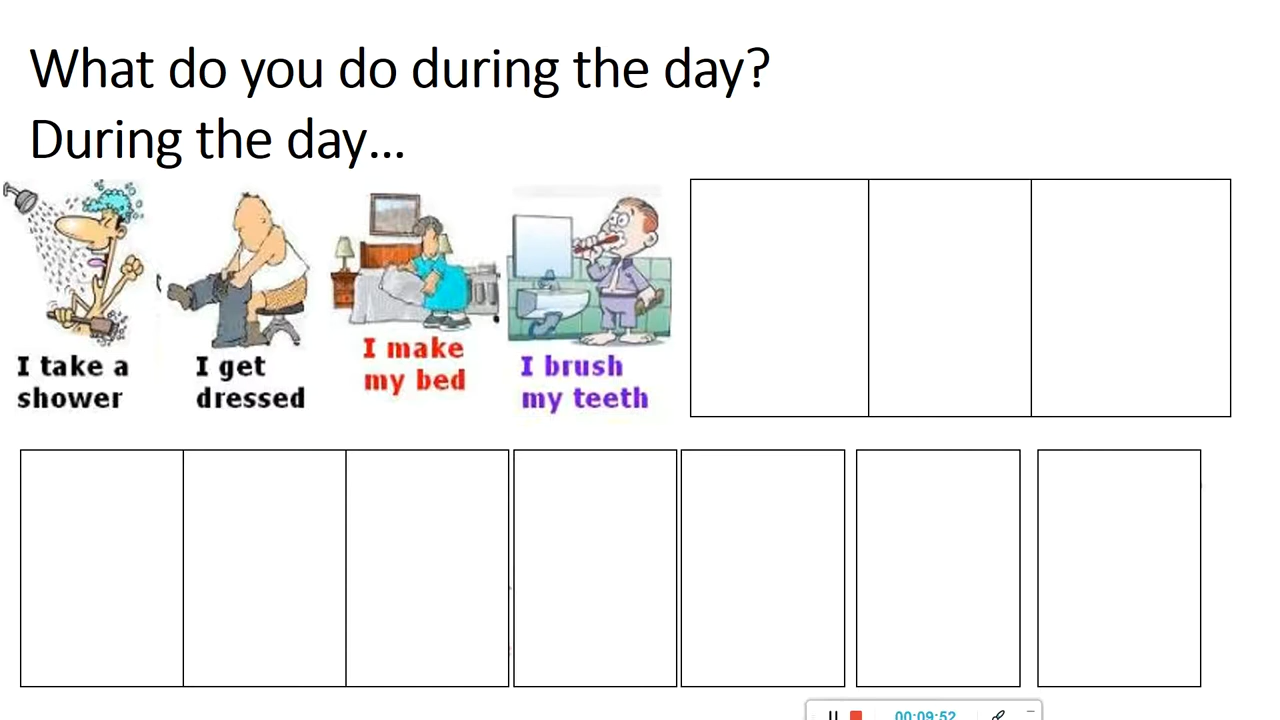 What do you do during the day?
During the day...
I take a
shower
I get
dressed
I make
my bed
I brush
my teeth
00:09:52